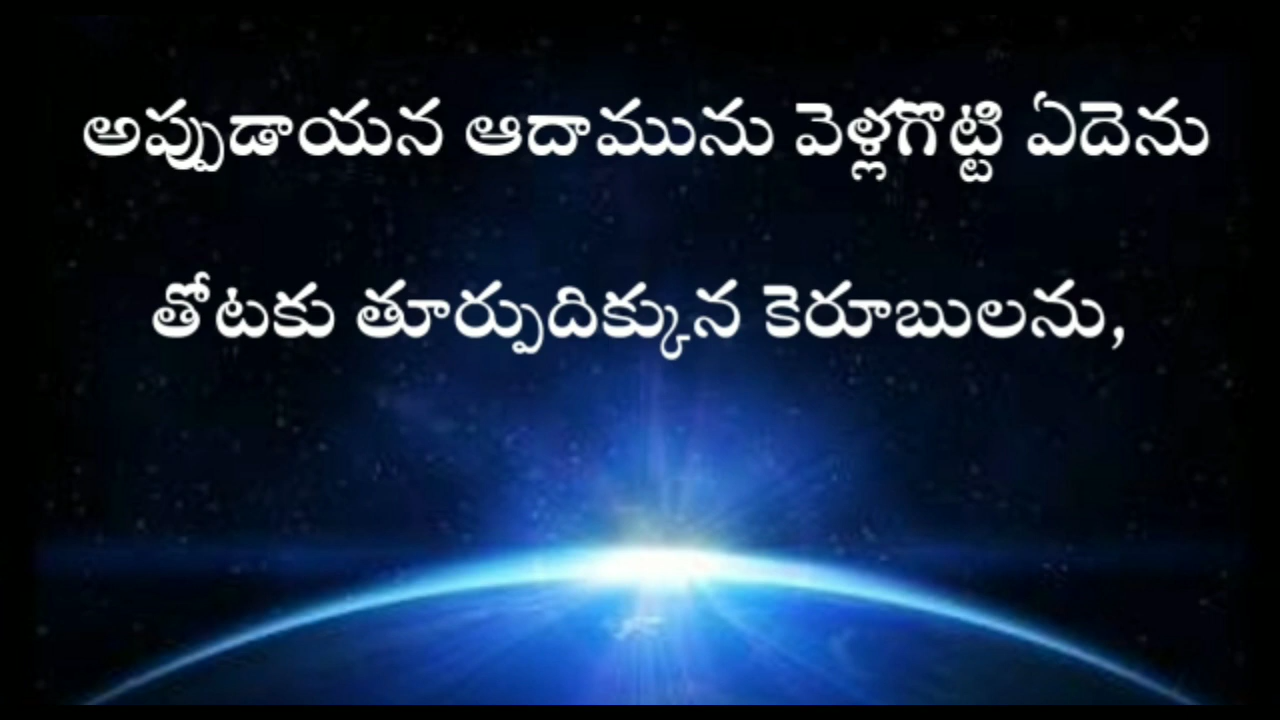 అప్పుడాయన ఆదామును వెళ్లగొట్టి ఏదెను
తోటకు తూర్పుదిక్కున కెరూబులను,